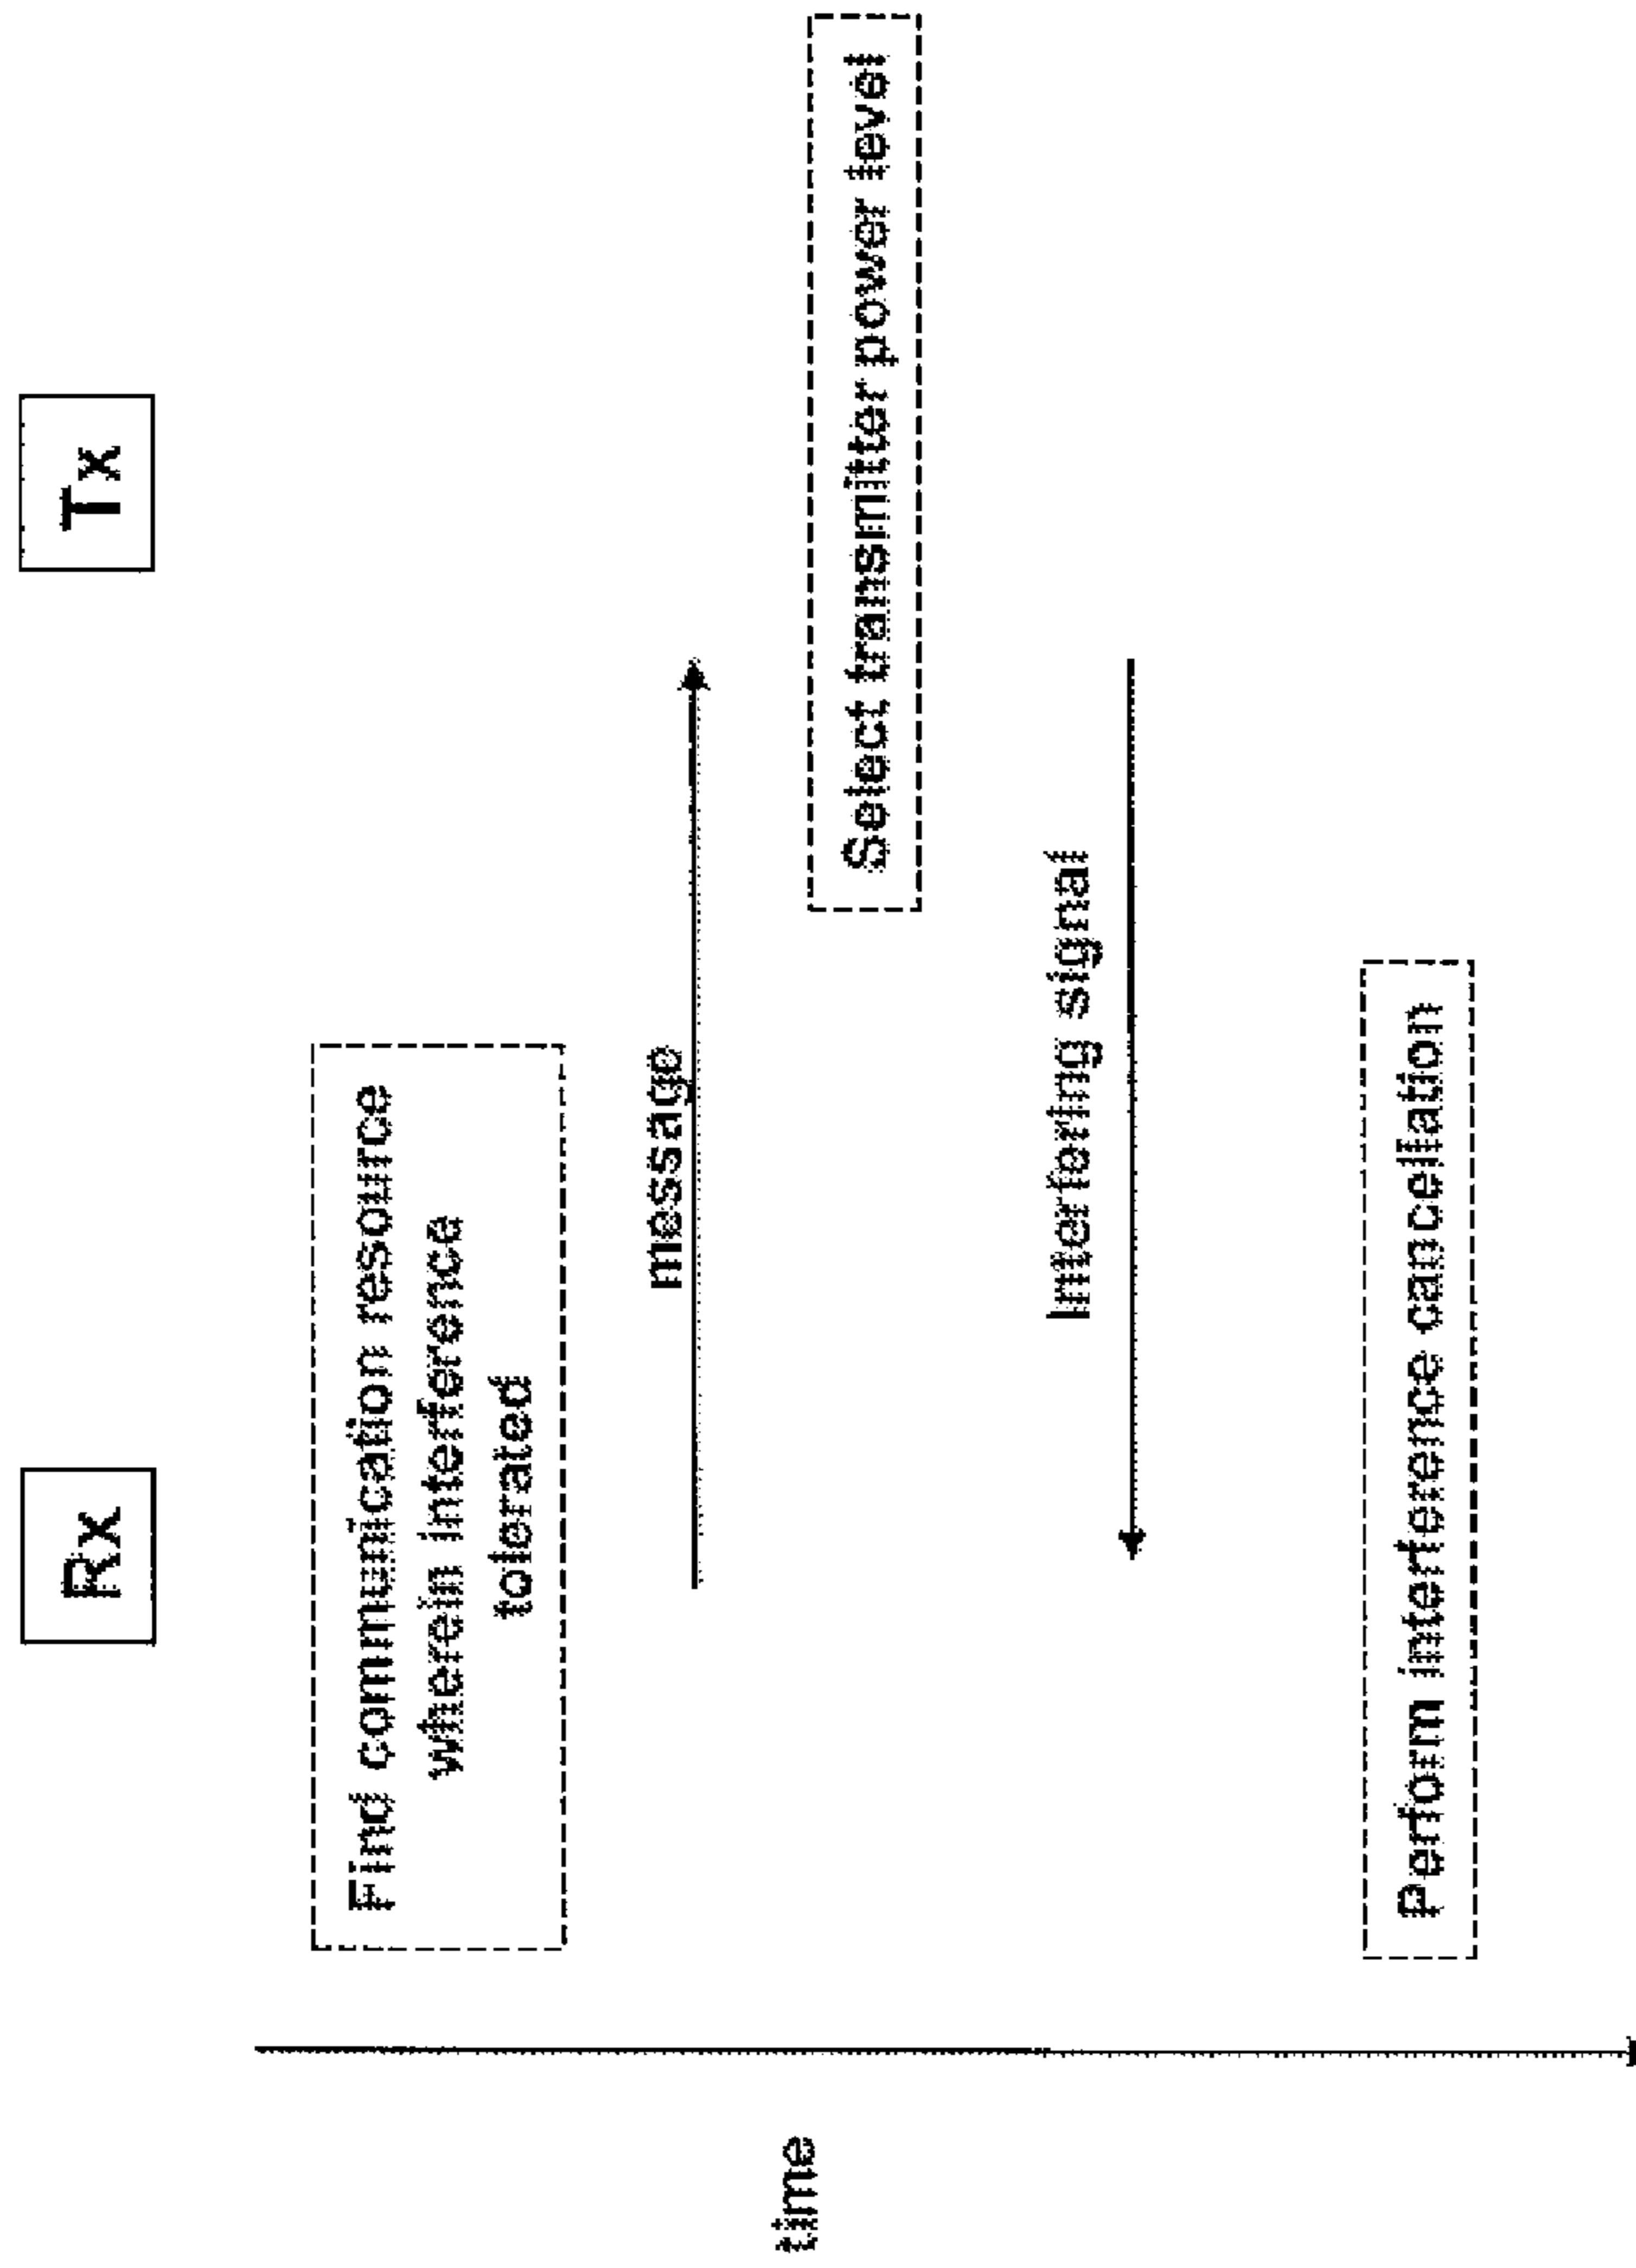 Rx
Tx
Find communication resource
wherein interference
tolerated
message
Select transmitter power level
Interfering signal
Perform interference cancellation
time